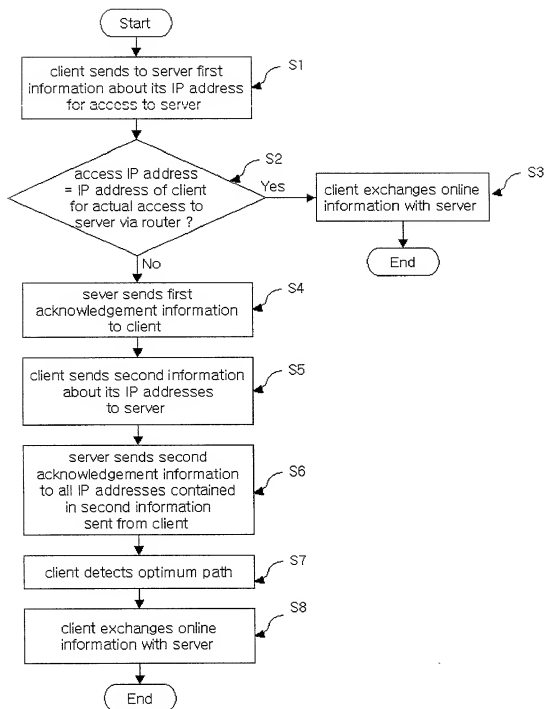 Start
client sends to server first
information about its IP address
for access to server
S1
access IP address
= IP address of client
for actual access to
server via router ?
S2
Yes
client exchanges online
information with server
S3
End
No
sever sends first
acknowledgement information
to client
S4
client sends second information
about its IP addresses
to server
S5
server sends second
acknowledgement information
to all IP addresses contained
in second information
sent from client
S6
client detects optimum path
S7
client exchanges online
information with server
S8
End